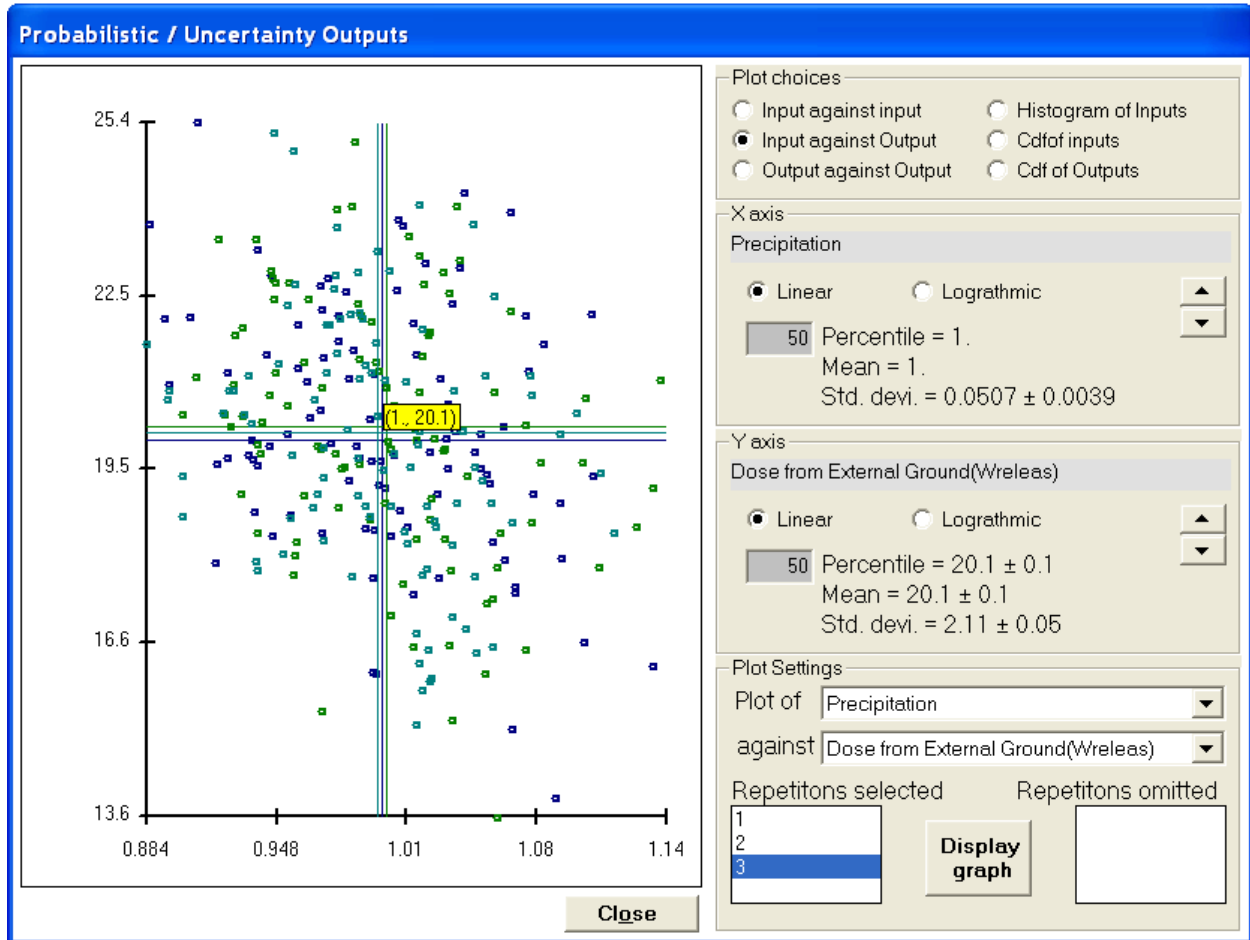 Probabilistic / Uncertainty Outputs
25.4
22.5
19.5
16.6
13.6
0.884
0.948
1.01
1.08
1.14
(1., 20.1)
Close
Plot choices
Input against input
Histogram of Inputs
Input against Output
Cdfof inputs
Output against Output
Cdf of Outputs
X axis
Precipitation
Linear
Lograthmic
50 Percentile = 1.
Mean = 1.
Std. devi. = 0.0507 ± 0.0039
Y axis
Dose from External Ground(Wreleas)
Linear
Lograthmic
50 Percentile = 20.1 ± 0.1
Mean = 20.1 ± 0.1
Std. devi. = 2.11 ± 0.05
Plot Settings
Plot of Precipitation
against Dose from External Ground(Wreleas)
Repetitons selected
Repetitons omitted
1
2
3
Display
graph